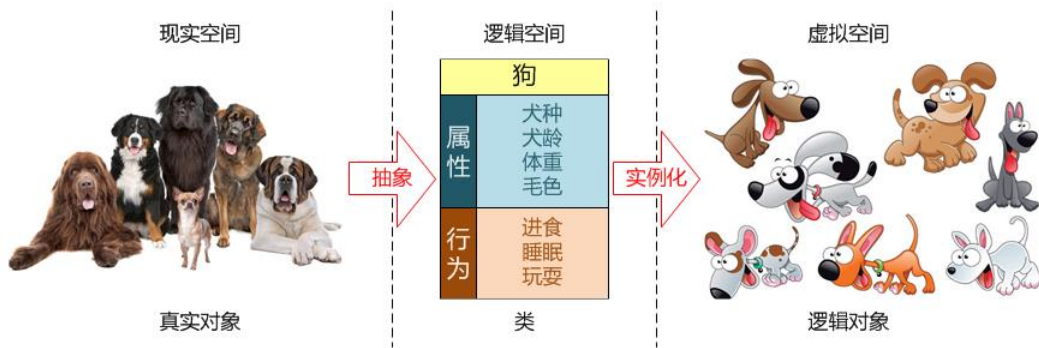 现实空间
逻辑空间
虚拟空间
狗
属性
犬种
犬龄
体重
毛色
抽象
实例化
行为
进食
睡眠
玩耍
真实对象
类
逻辑对象